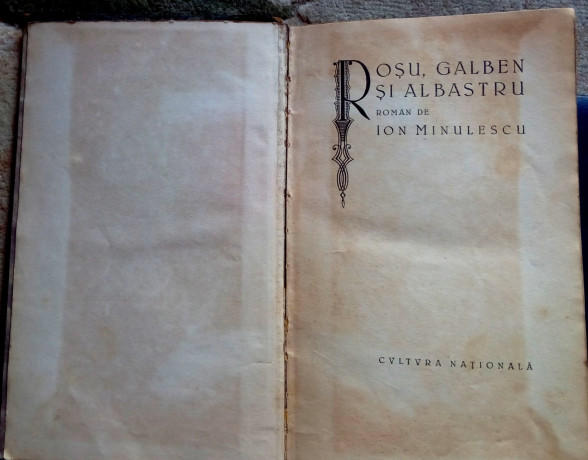 ROȘU, GALBEN
ȘI ALBASTRU
ROMAN DE
ION MINULESCU
CVLTVRA NAȚIONALĂ